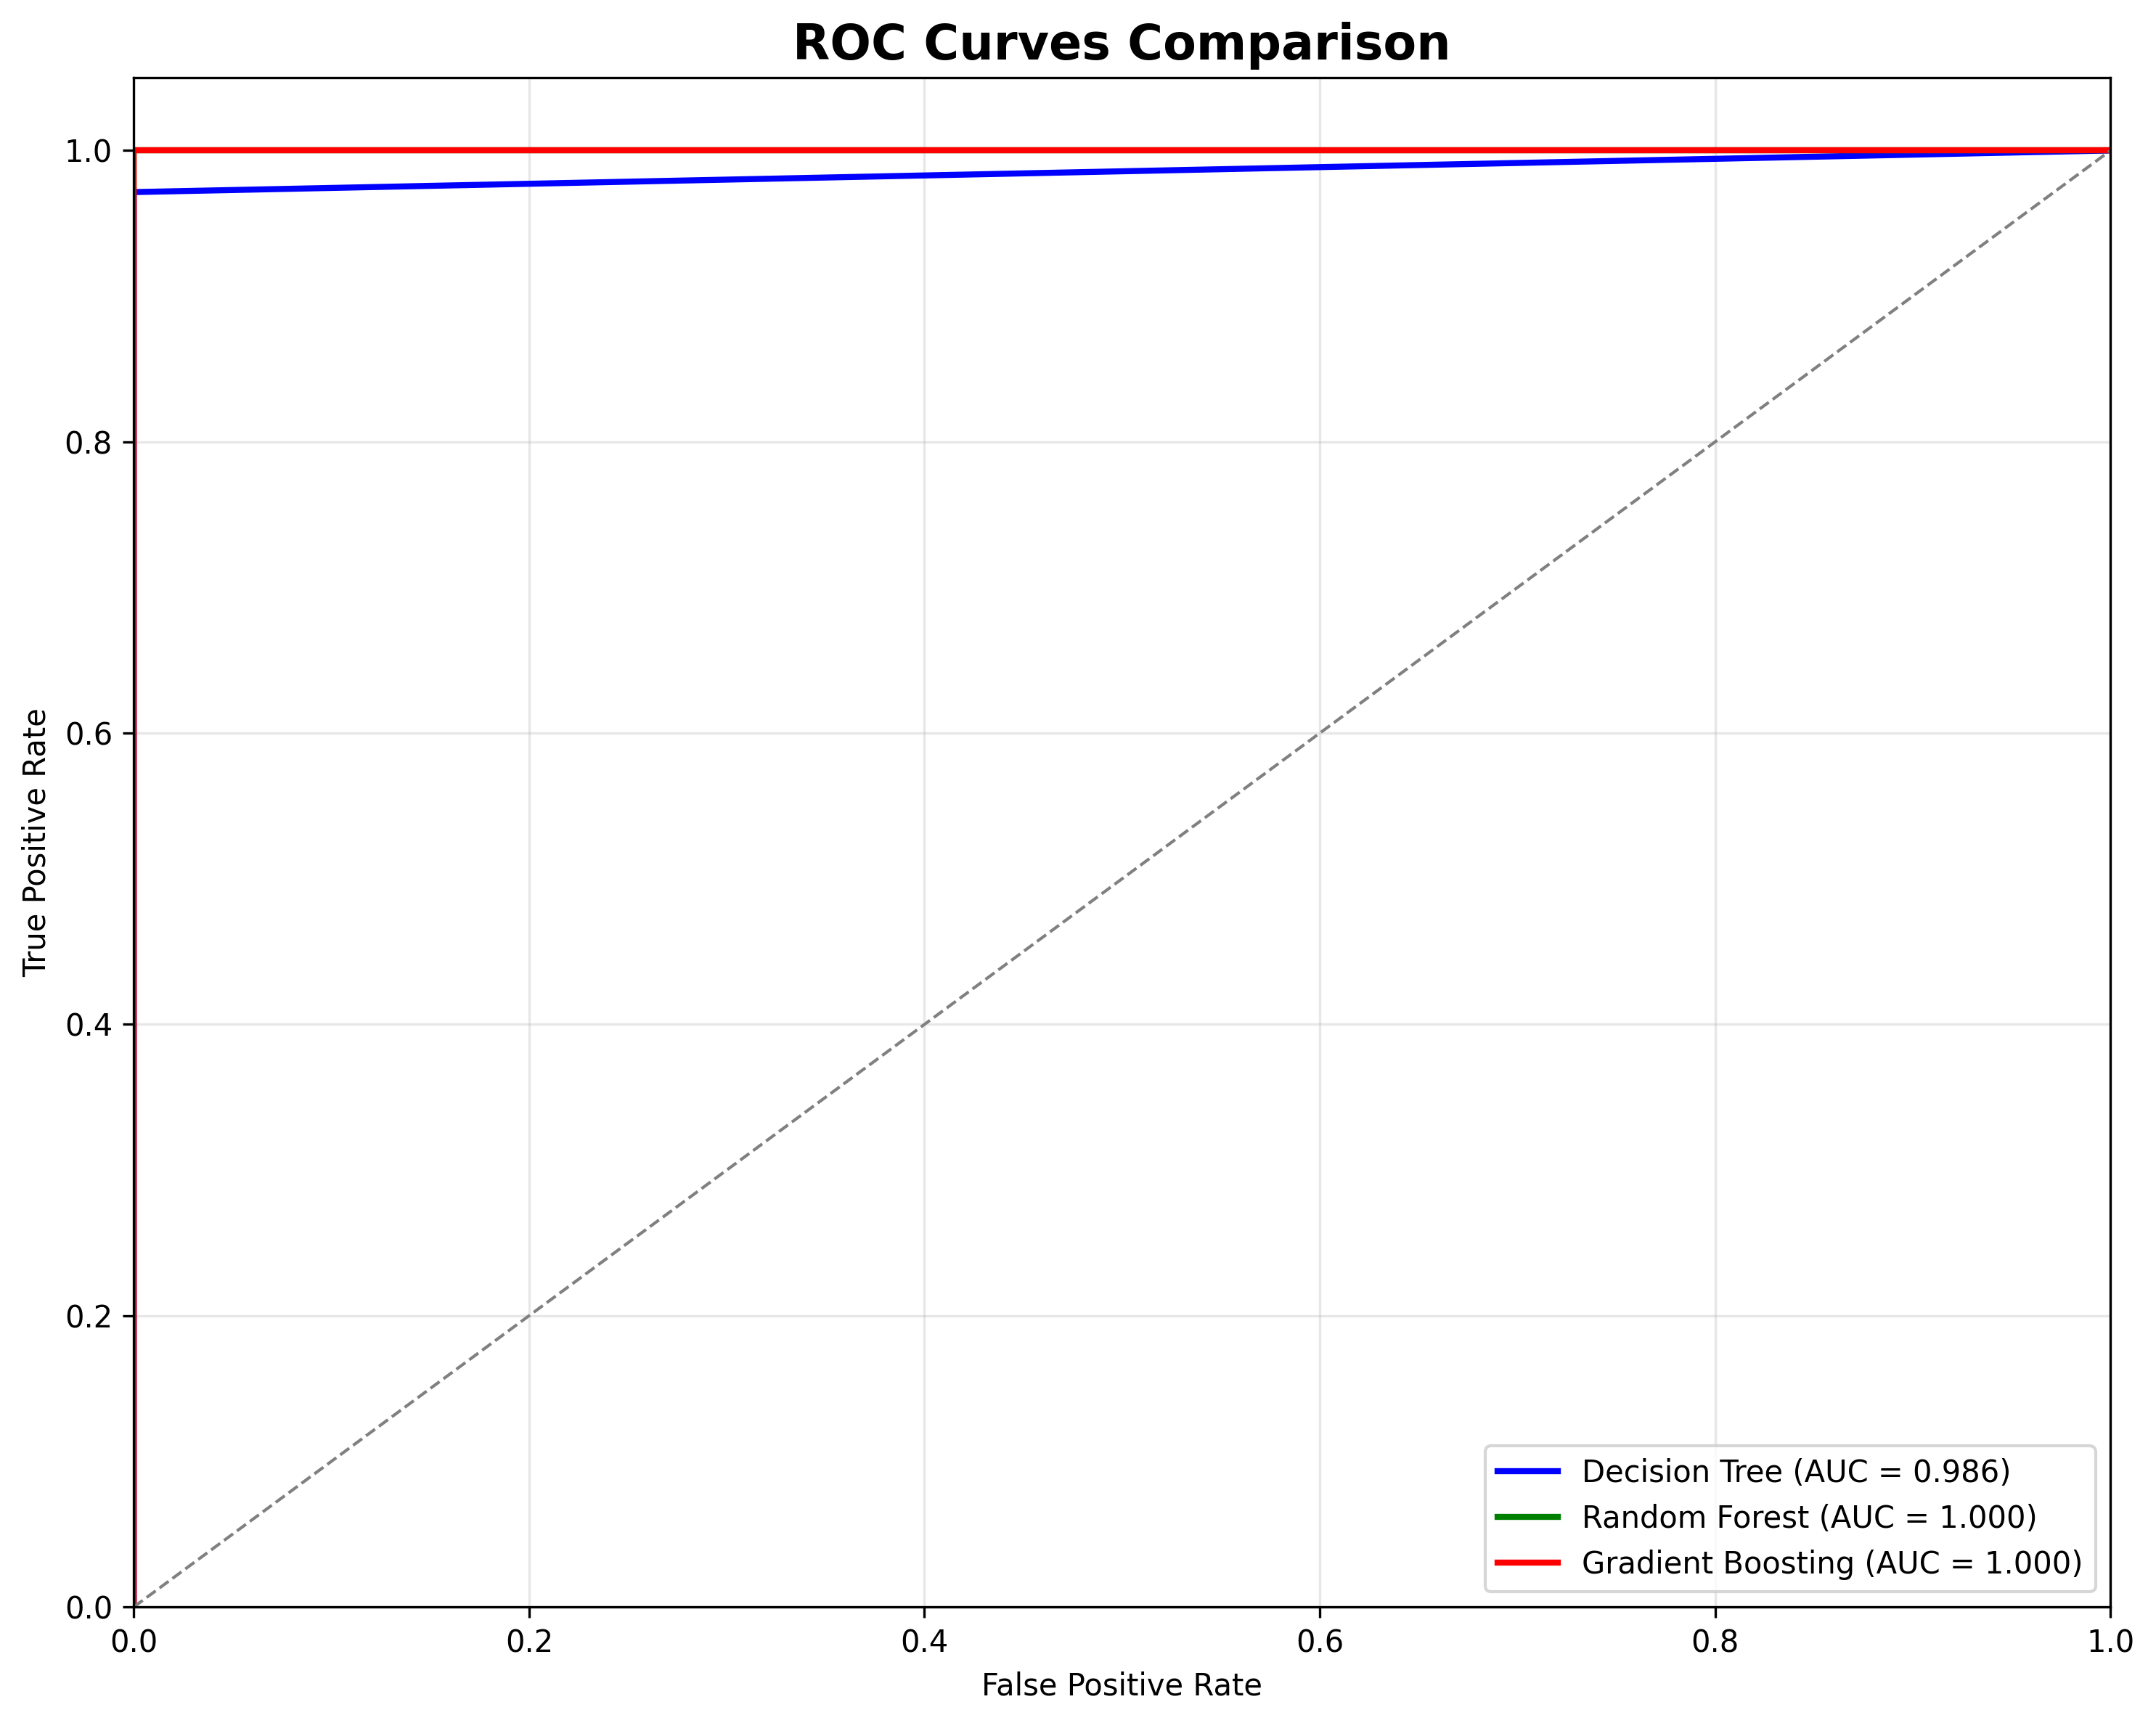 ROC Curves Comparison
True Positive Rate
1.0
0.8
0.6
0.4
0.2
0.0
0.0 0.2 0.4 0.6 0.8 1.0
False Positive Rate
Decision Tree (AUC = 0.986)
Random Forest (AUC = 1.000)
Gradient Boosting (AUC = 1.000)